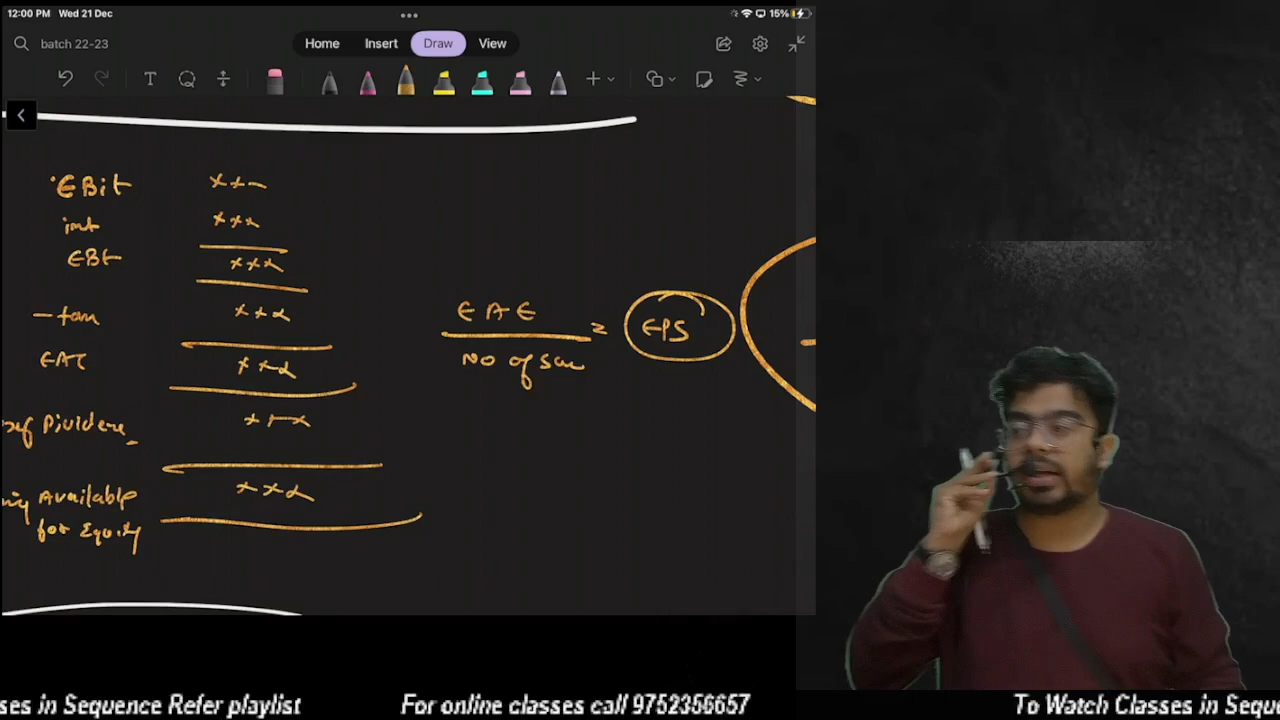 12:00 PM Wed 21 Dec
15%
batch 22-23
Home Insert Draw View
EBit xxx
int xxx
EBt xxx
xxx
EAT xxx
xxx
Available xxx
for Equity
EAE
No of
= EPS
ses in Sequence Refer playlist For online classes call 9752356657 To Watch Classes in Sequ